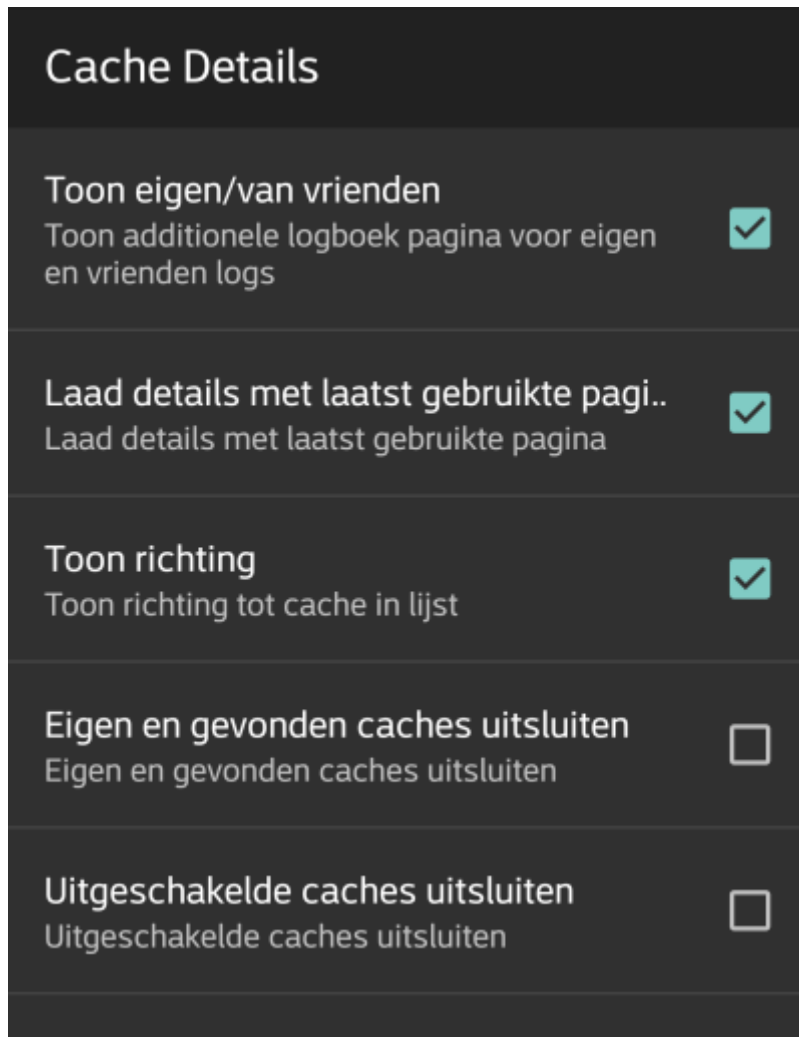 Cache Details
Toon eigen/van vrienden
Toon additionele logboek pagina voor eigen
en vrienden logs
Laad details met laatst gebruikte pagi..
Laad details met laatst gebruikte pagina
Toon richting
Toon richting tot cache in lijst
Eigen en gevonden caches uitsluiten
Eigen en gevonden caches uitsluiten
Uitgeschakelde caches uitsluiten
Uitgeschakelde caches uitsluiten